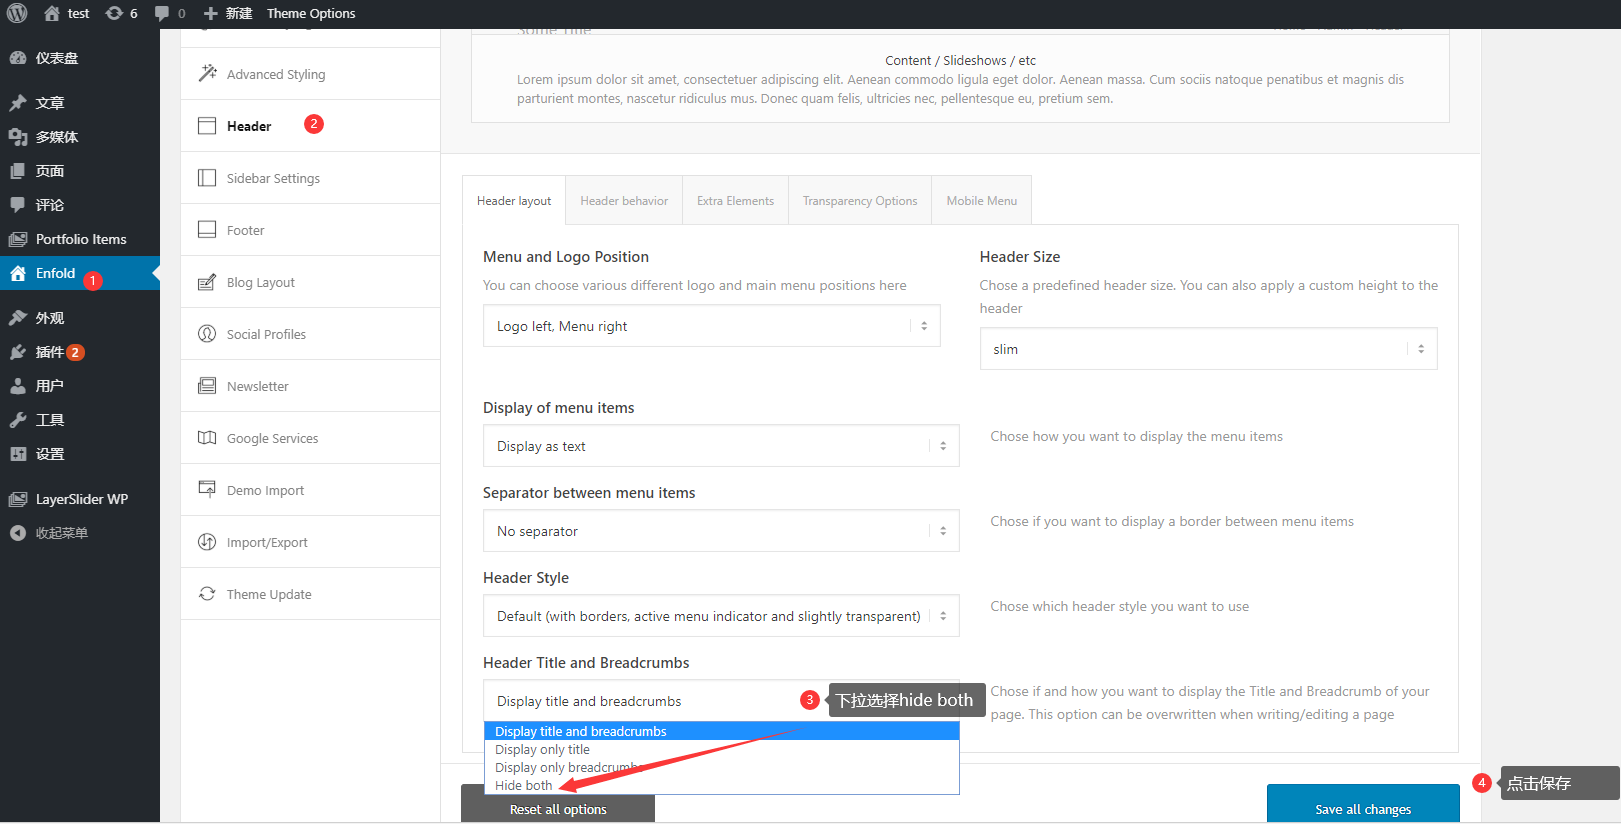 test 6 0 新建 Theme Options
仪表盘
文章
多媒体
页面
评论
Portfolio Items
Enfold 1
外观
插件 2
用户
工具
设置
LayerSlider WP
收起菜单
Advanced Styling
Header 2
Sidebar Settings
Footer
Blog Layout
Social Profiles
Newsletter
Google Services
Demo Import
Import/Export
Theme Update
Some Title
Content / Slideshows / etc
Lorem ipsum dolor sit amet, consectetuer adipiscing elit. Aenean commodo ligula eget dolor. Aenean massa. Cum sociis natoque penatibus et magnis dis
parturient montes, nascetur ridiculus mus. Donec quam felis, ultricies nec, pellentesque eu, pretium sem.
Header layout Header behavior Extra Elements Transparency Options Mobile Menu
Menu and Logo Position
You can choose various different logo and main menu positions here
Logo left, Menu right
Header Size
Chose a predefined header size. You can also apply a custom height to the
header
slim
Display of menu items
Display as text
Chose how you want to display the menu items
Separator between menu items
No separator
Chose if you want to display a border between menu items
Header Style
Default (with borders, active menu indicator and slightly transparent)
Chose which header style you want to use
Header Title and Breadcrumbs
Display title and breadcrumbs
3 下拉选择hide both
Chose if and how you want to display the Title and Breadcrumb of your
page. This option can be overwritten when writing/editing a page
Display title and breadcrumbs
Display only title
Display only breadcrumbs
Hide both
Reset all options
Save all changes
4 点击保存